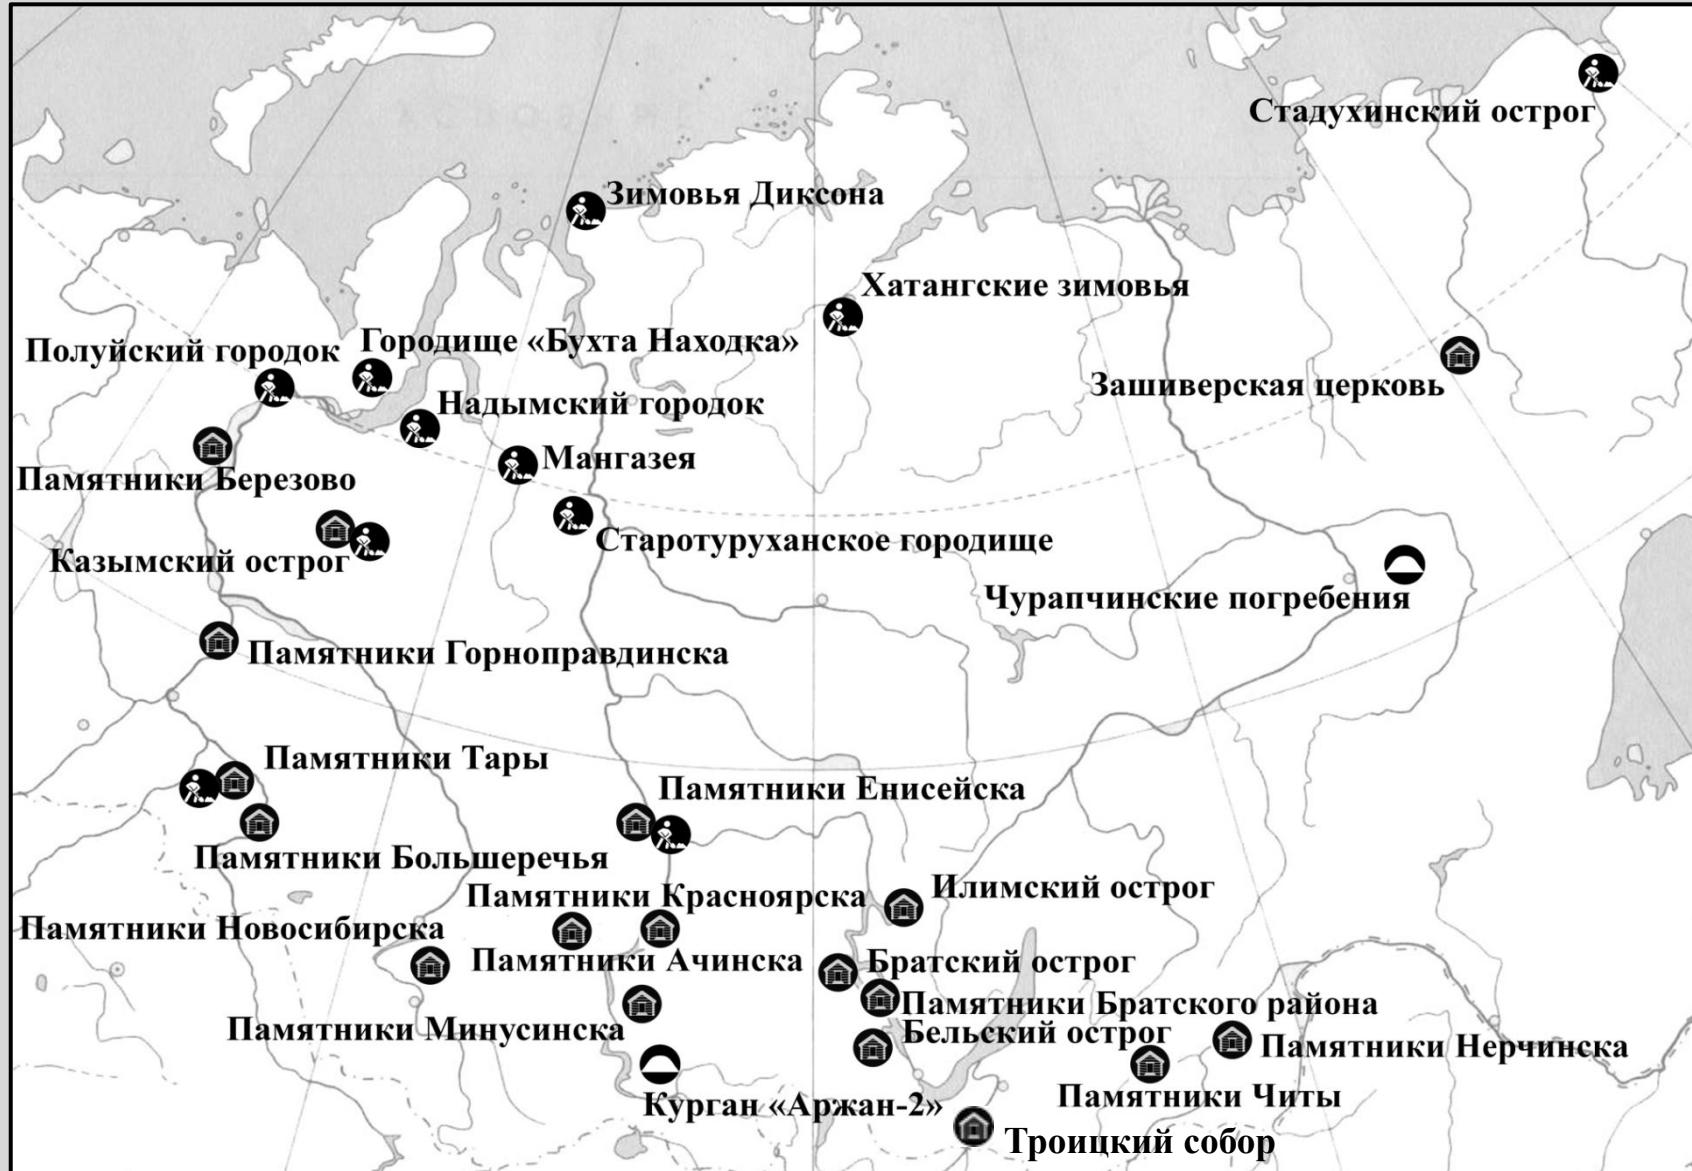 Стадухинский острог
Зимовья Диксона
Хатангские зимовья
Городище «Бухта Находка»
Полуйский городок
Зашиверская церковь
Надымский городок
Мангазея
Памятники Березово
Старотуруханское городище
Казымский острог
Чурапчинские погребения
Памятники Горноправдинска
Памятники Тары
Памятники Енисейска
Памятники Большеречья
Илимский острог
Памятники Красноярска
Памятники Новосибирска
Памятники Ачинска
Братский острог
Памятники Братского района
Памятники Минусинска
Бельский острог
Памятники Нерчинска
Памятники Читы
Курган «Аржан-2»
Троицкий собор